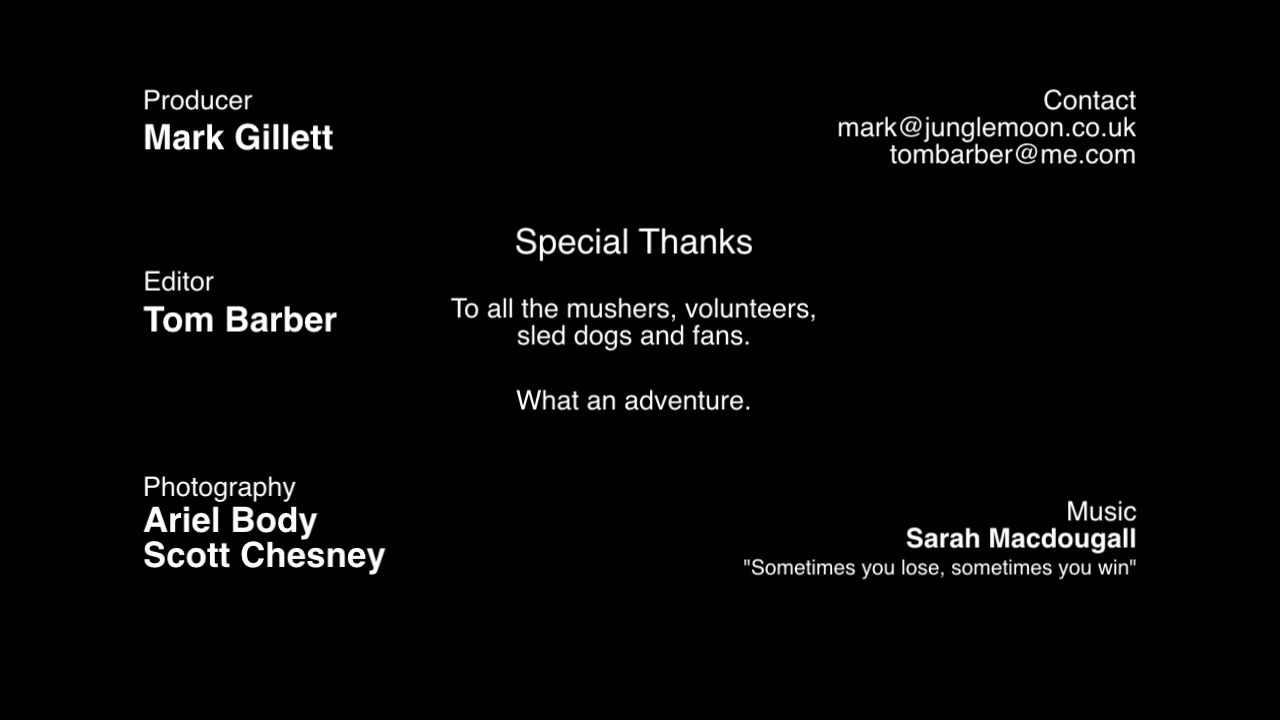 Producer
Mark Gillett
Contact
mark@junglemoon.co.uk
tombarber@me.com
Special Thanks
To all the mushers, volunteers,
sled dogs and fans.
What an adventure.
Editor
Tom Barber
Photography
Ariel Body
Scott Chesney
Music
Sarah Macdougall
"Sometimes you lose, sometimes you win"